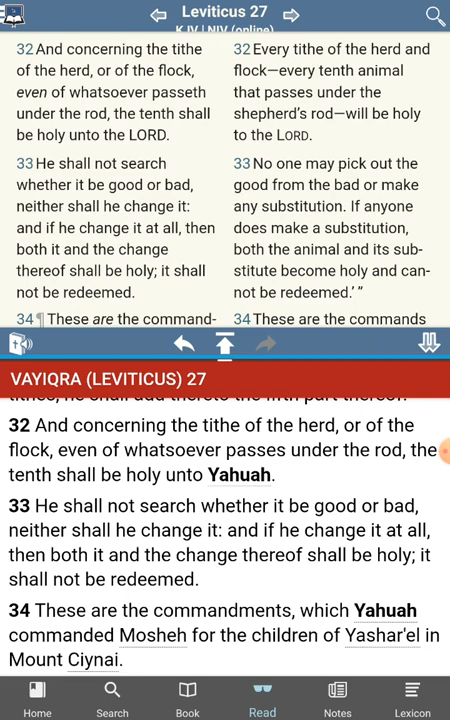 Leviticus 27
KJV | NIV (online)
32 And concerning the tithe
of the herd, or of the flock,
even of whatsoever passeth
under the rod, the tenth shall
be holy unto the LORD.
33 He shall not search
whether it be good or bad,
neither shall he change it:
and if he change it at all, then
both it and the change
thereof shall be holy; it shall
not be redeemed.
34 ¶ These are the command-
32 Every tithe of the herd and
flock—every tenth animal
that passes under the
shepherd's rod—will be holy
to the LORD.
33 No one may pick out the
good from the bad or make
any substitution. If anyone
does make a substitution,
both the animal and its sub-
stitute become holy and can-
not be redeemed.' "
34 These are the commands
VAYIQRA (LEVITICUS) 27
tithes, he shall add thereto the fifth part thereof.
32 And concerning the tithe of the herd, or of the
flock, even of whatsoever passes under the rod, the
tenth shall be holy unto Yahuah.
33 He shall not search whether it be good or bad,
neither shall he change it: and if he change it at all,
then both it and the change thereof shall be holy; it
shall not be redeemed.
34 These are the commandments, which Yahuah
commanded Mosheh for the children of Yashar'el in
Mount Ciynai.
Home
Search
Book
Read
Notes
Lexicon